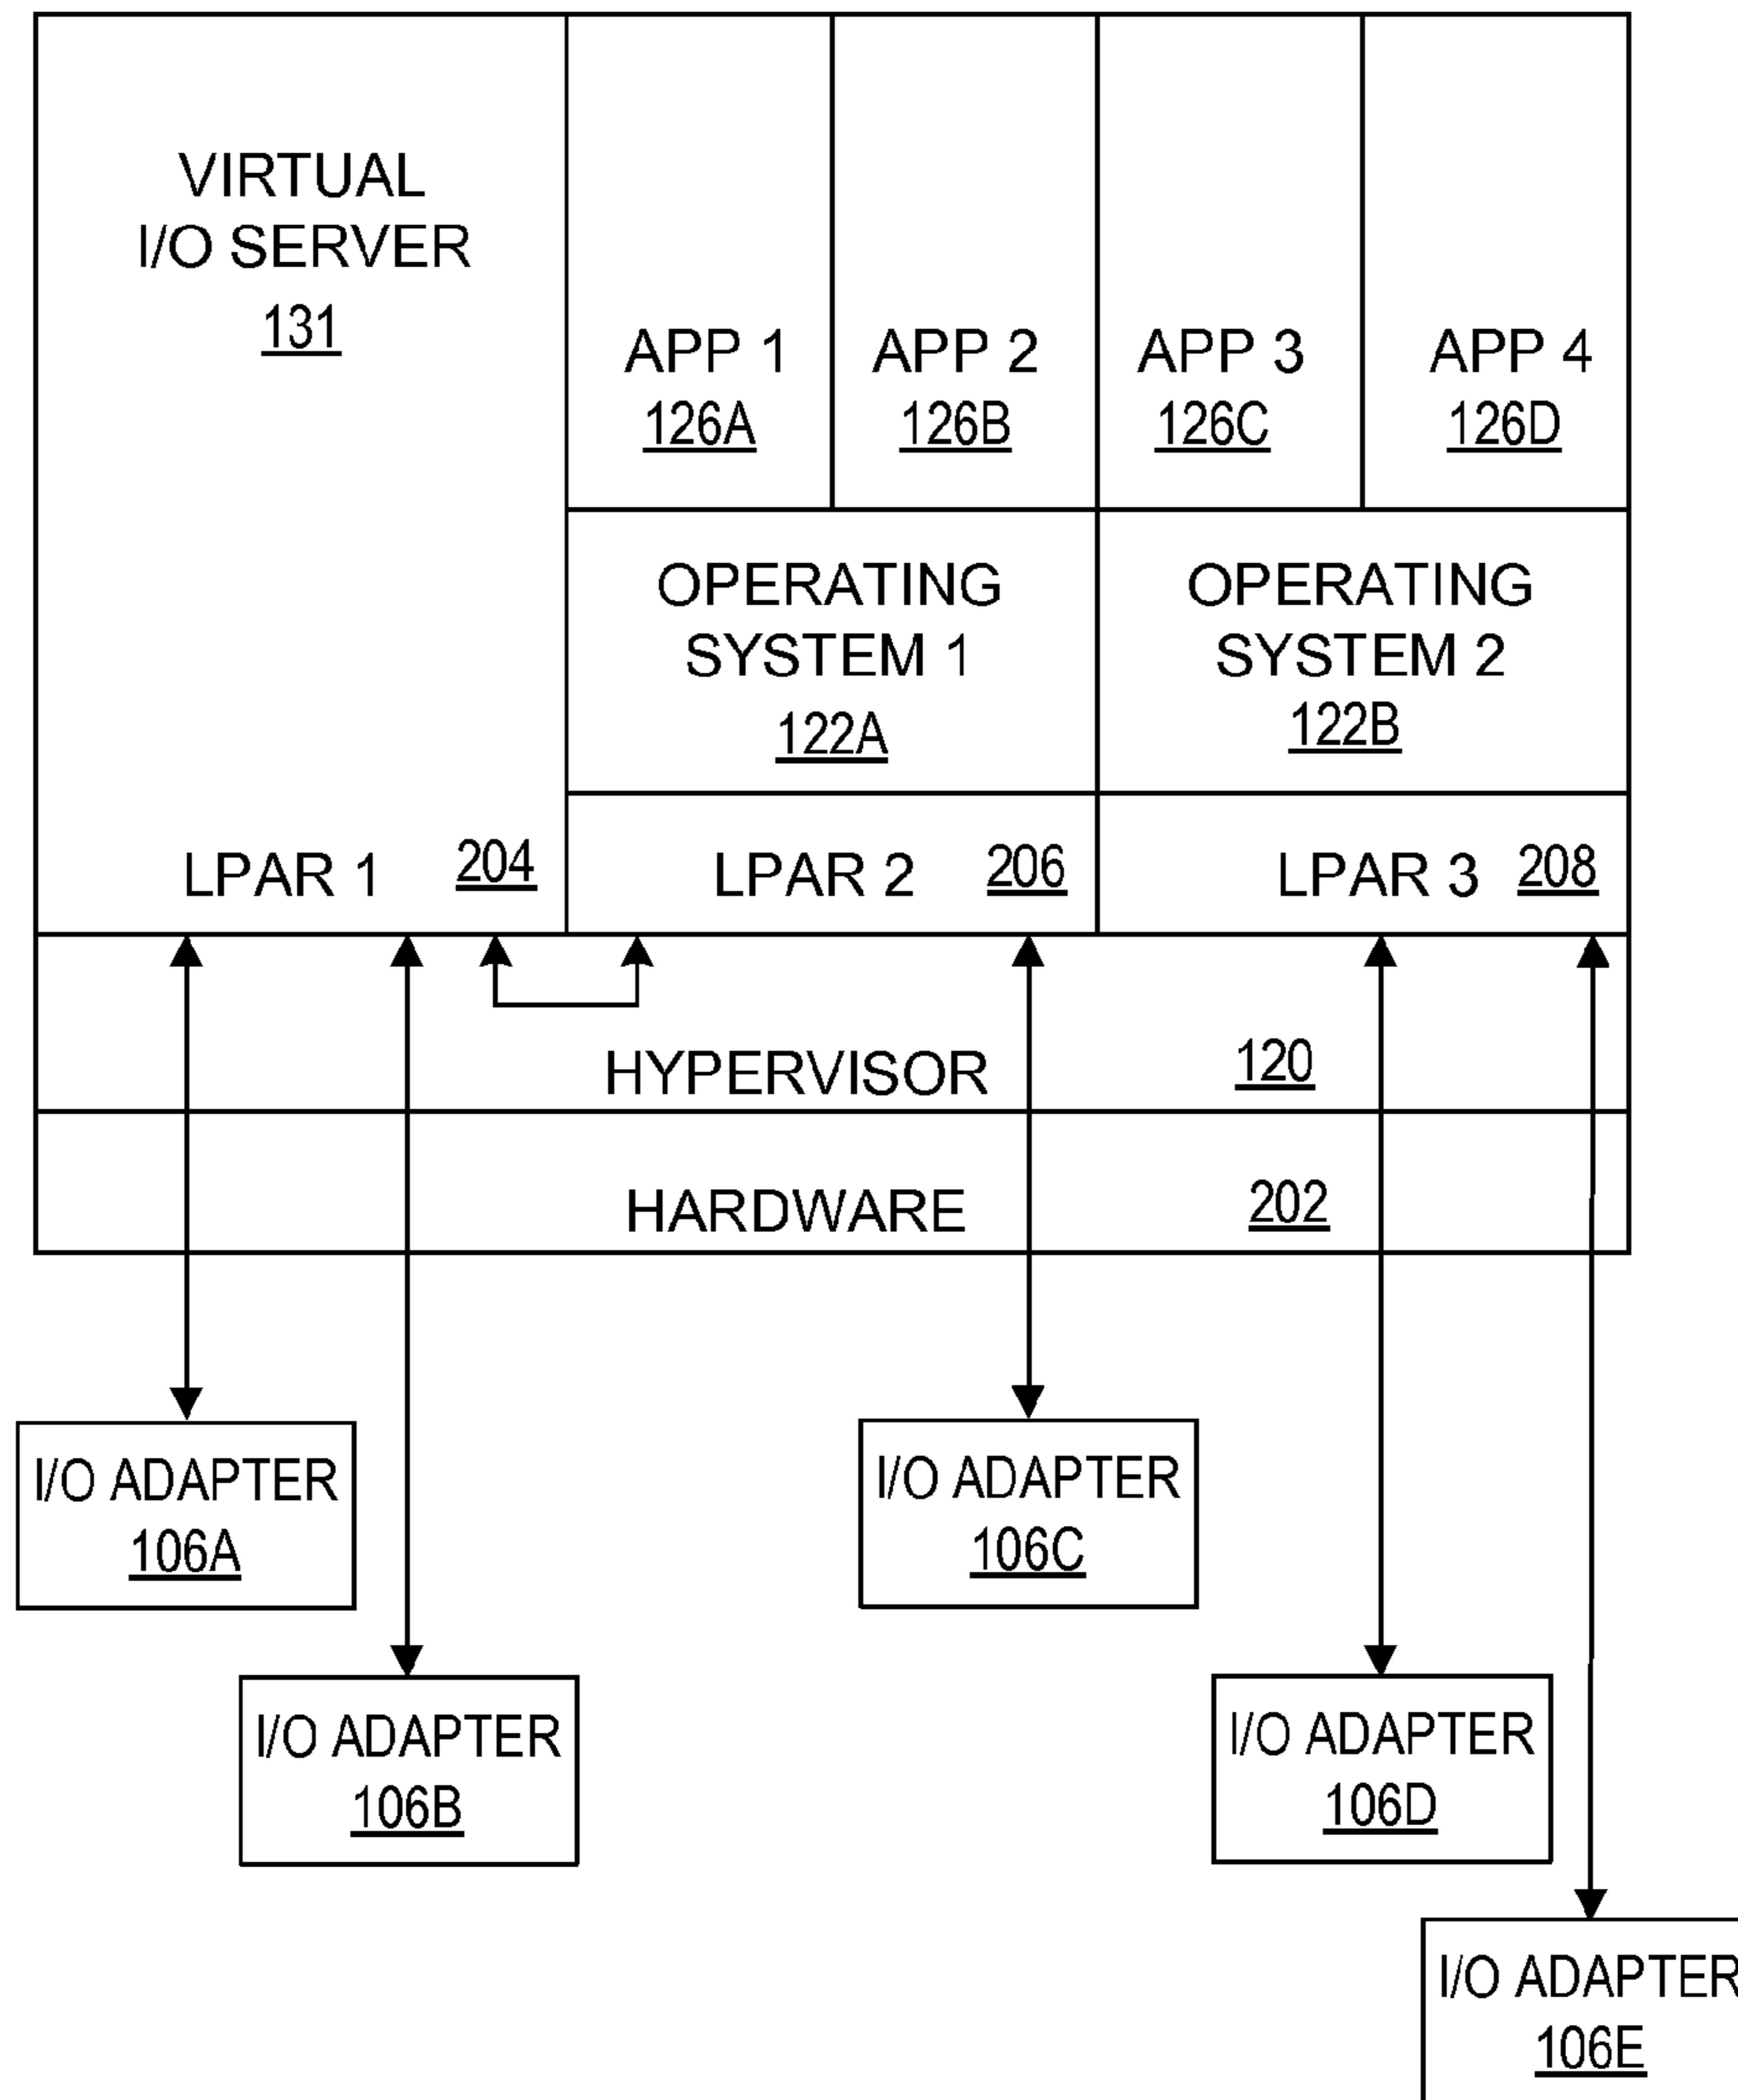 VIRTUAL
I/O SERVER
131
APP 1
126A
APP 2
126B
APP 3
126C
APP 4
126D
OPERATING
SYSTEM 1
122A
OPERATING
SYSTEM 2
122B
LPAR 1 204
LPAR 2 206
LPAR 3 208
HYPERVISOR 120
HARDWARE 202
I/O ADAPTER
106A
I/O ADAPTER
106B
I/O ADAPTER
106C
I/O ADAPTER
106D
I/O ADAPTER
106E